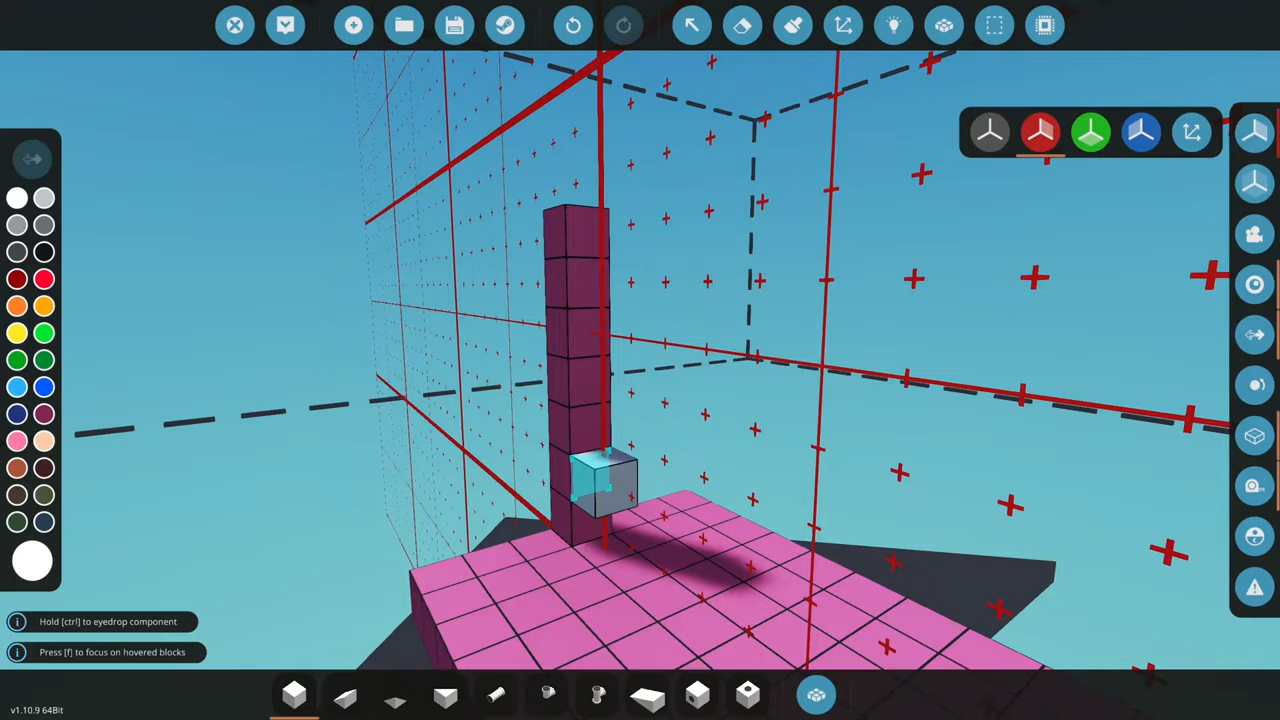 Hold [ctrl] to eyedrop component
Press [f] to focus on hovered blocks
v1.10.9 64Bit